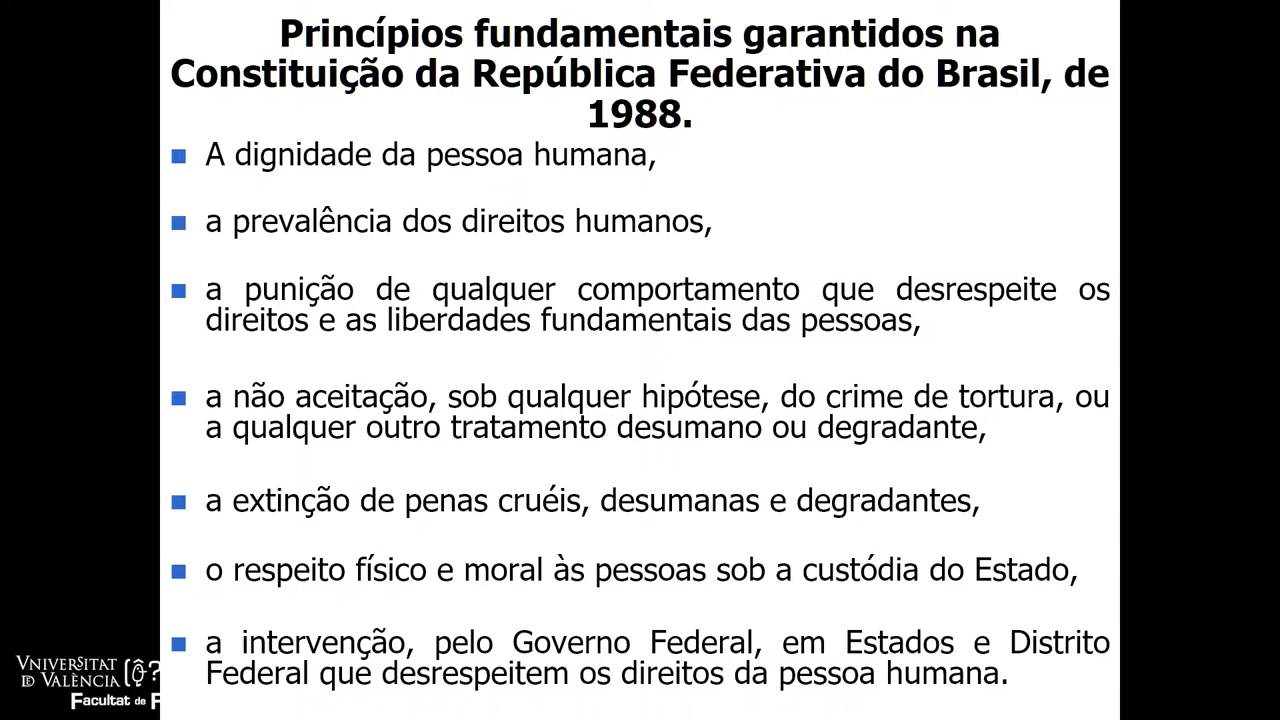 Princípios fundamentais garantidos na
Constituição da República Federativa do Brasil, de
1988.
A dignidade da pessoa humana,
a prevalência dos direitos humanos,
a punição de qualquer comportamento que desrespeite os
direitos e as liberdades fundamentais das pessoas,
a não aceitação, sob qualquer hipótese, do crime de tortura, ou
a qualquer outro tratamento desumano ou degradante,
a extinção de penas cruéis, desumanas e degradantes,
o respeito físico e moral às pessoas sob a custódia do Estado,
a intervenção, pelo Governo Federal, em Estados e Distrito
Federal que desrespeitem os direitos da pessoa humana.
VNIVERSITAT
D VALÈNCIA
Facultat de F